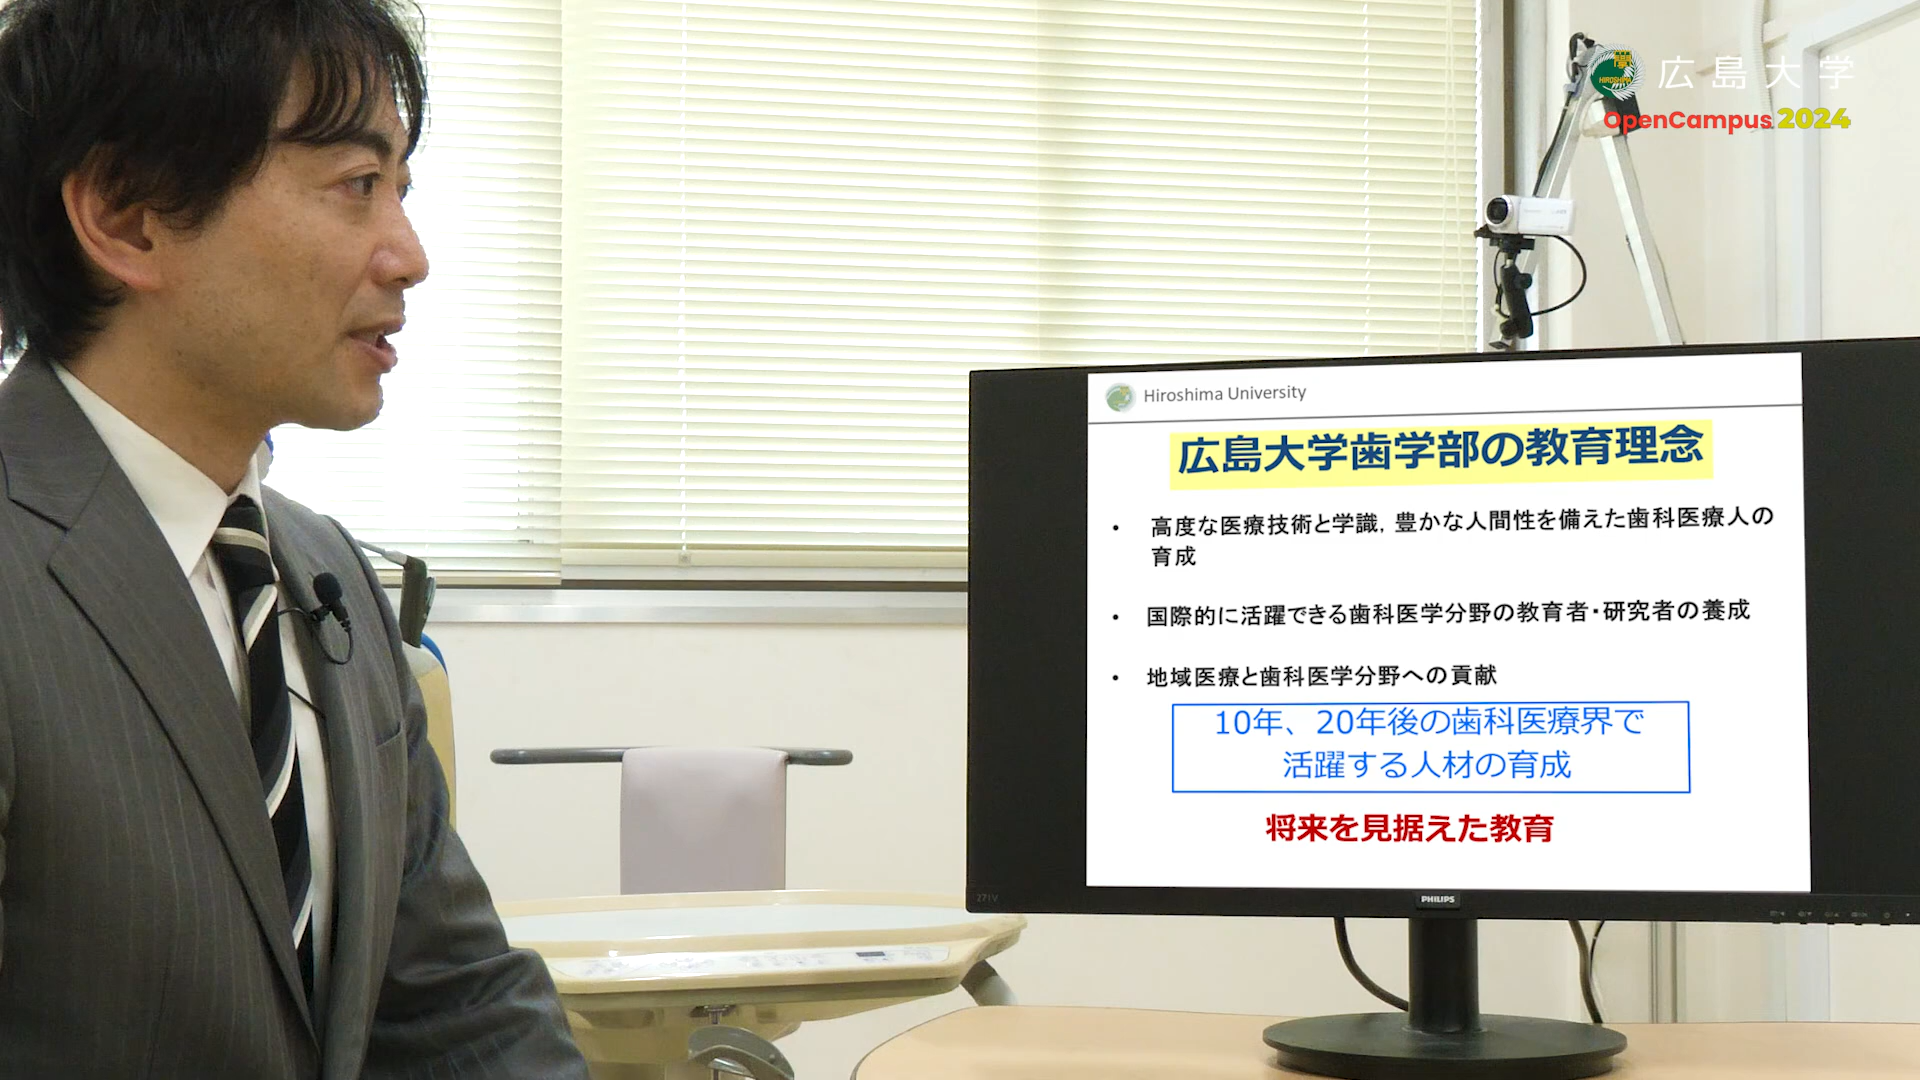 広島大学
OpenCampus 2024
HIROSHIMA
Hiroshima University
広島大学歯学部の教育理念
• 高度な医療技術と学識，豊かな人間性を備えた歯科医療人の
育成
• 国際的に活躍できる歯科医学分野の教育者・研究者の養成
• 地域医療と歯科医学分野への貢献
10年、20年後の歯科医療界で
活躍する人材の育成
将来を見据えた教育
271V
PHILIPS